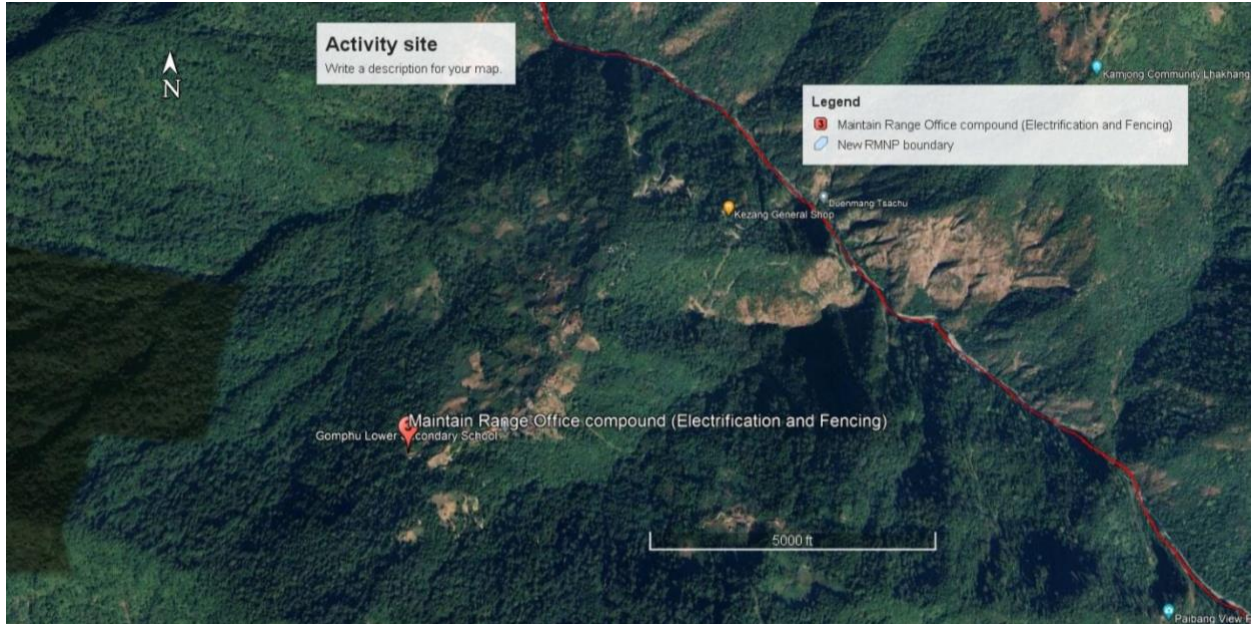 Activity site
Write a description for your map.
N
Legend
3 Maintain Range Office compound (Electrification and Fencing)
New RMNP boundary
Kamjong Community Lhakhang
Kezang General Shop
Duenmang Tsachu
Maintain Range Office compound (Electrification and Fencing)
Gomphu Lower Secondary School
5000 ft
Paibang View